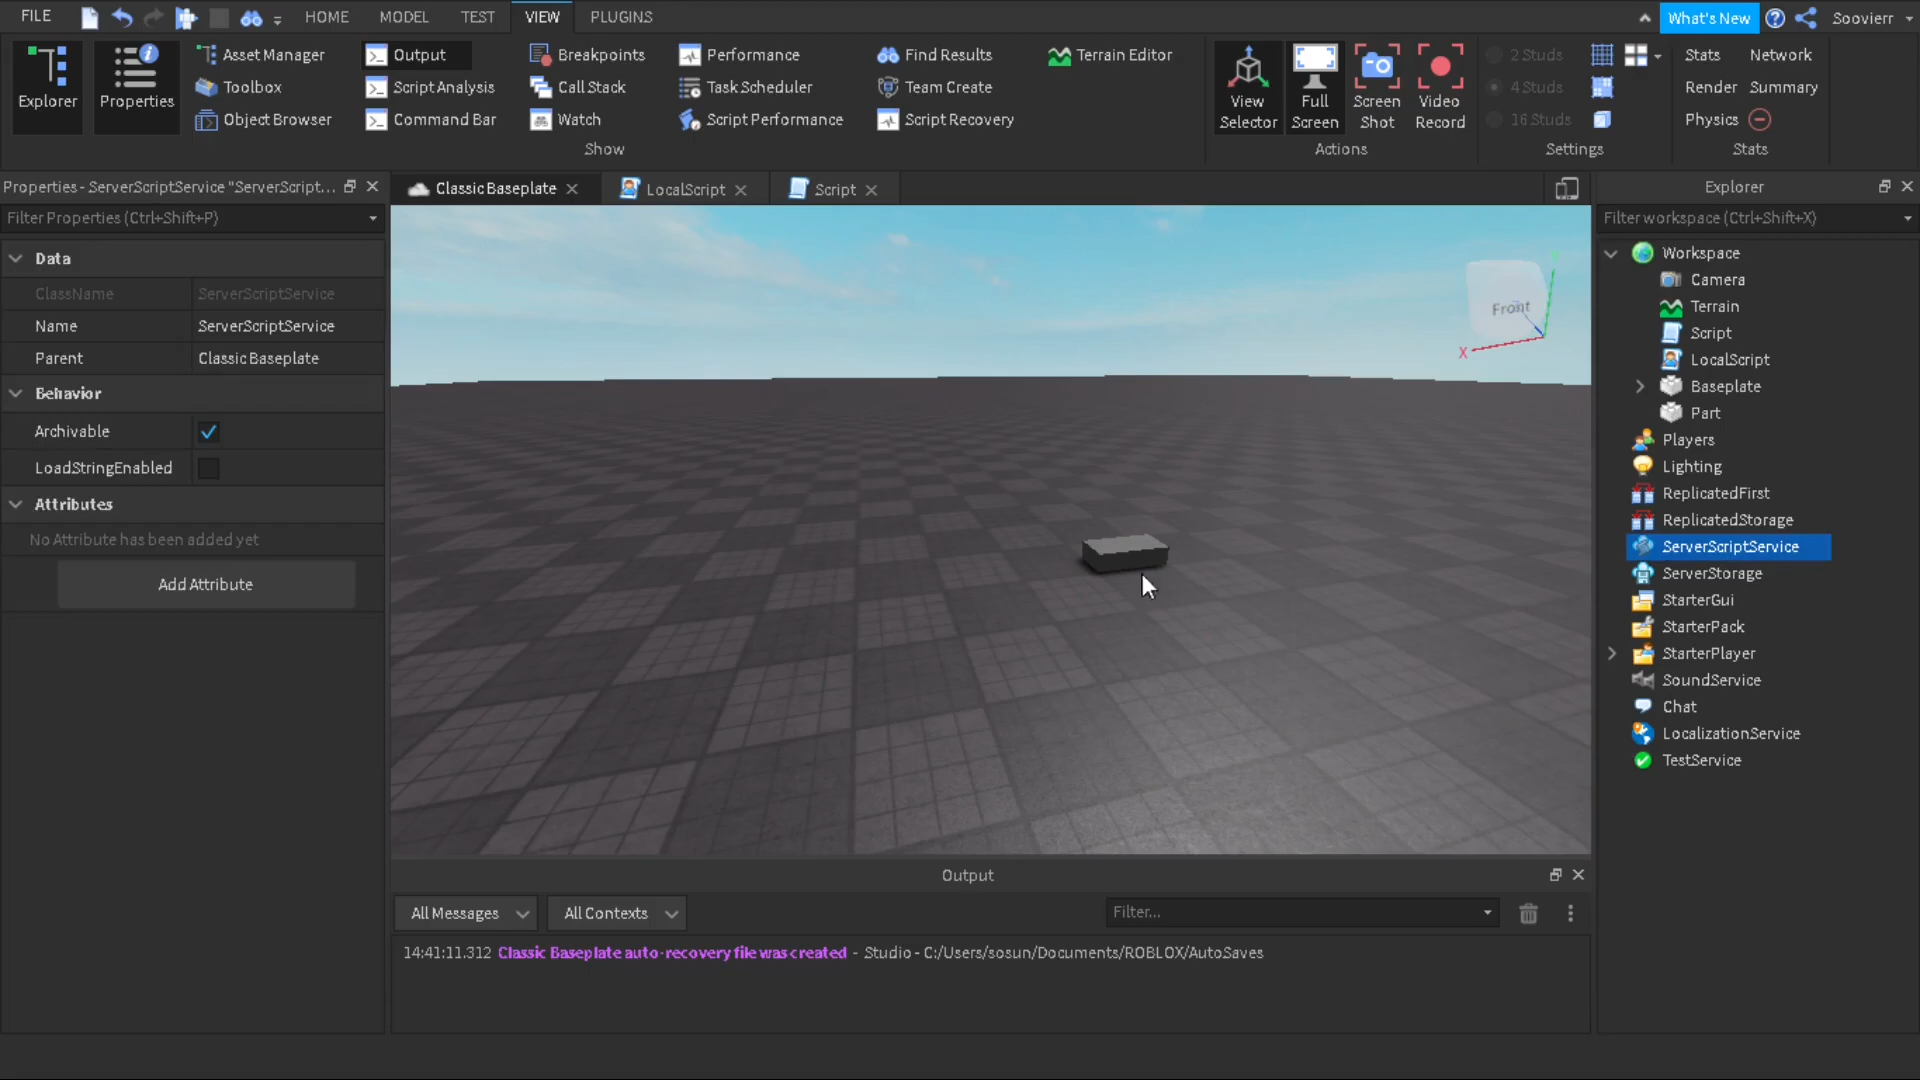 FILE HOME MODEL TEST VIEW PLUGINS What's New Soovierr
Explorer
Properties
Asset Manager
Toolbox
Object Browser
Output
Script Analysis
Command Bar
Breakpoints
Call Stack
Watch
Performance
Task Scheduler
Script Performance
Find Results
Team Create
Script Recovery
Terrain Editor
Show
View
Selector
Full
Screen
Screen
Shot
Video
Record
Actions
2 Studs
4 Studs
16 Studs
Settings
Stats Network
Render Summary
Physics
Stats
Properties - ServerScriptService "ServerScript...
Filter Properties (Ctrl+Shift+P)
Data
ClassName ServerScriptService
Name ServerScriptService
Parent Classic Baseplate
Behavior
Archivable
LoadStringEnabled
Attributes
No Attribute has been added yet
Add Attribute
Classic Baseplate LocalScript Script
Front
X
Output
All Messages All Contexts Filter...
14:41:11.312 Classic Baseplate auto-recovery file was created - Studio - C:/Users/sosun/Documents/ROBLOX/AutoSaves
Explorer
Filter workspace (Ctrl+Shift+X)
Workspace
Camera
Terrain
Script
LocalScript
Baseplate
Part
Players
Lighting
ReplicatedFirst
ReplicatedStorage
ServerScriptService
ServerStorage
StarterGui
StarterPack
StarterPlayer
SoundService
Chat
LocalizationService
TestService